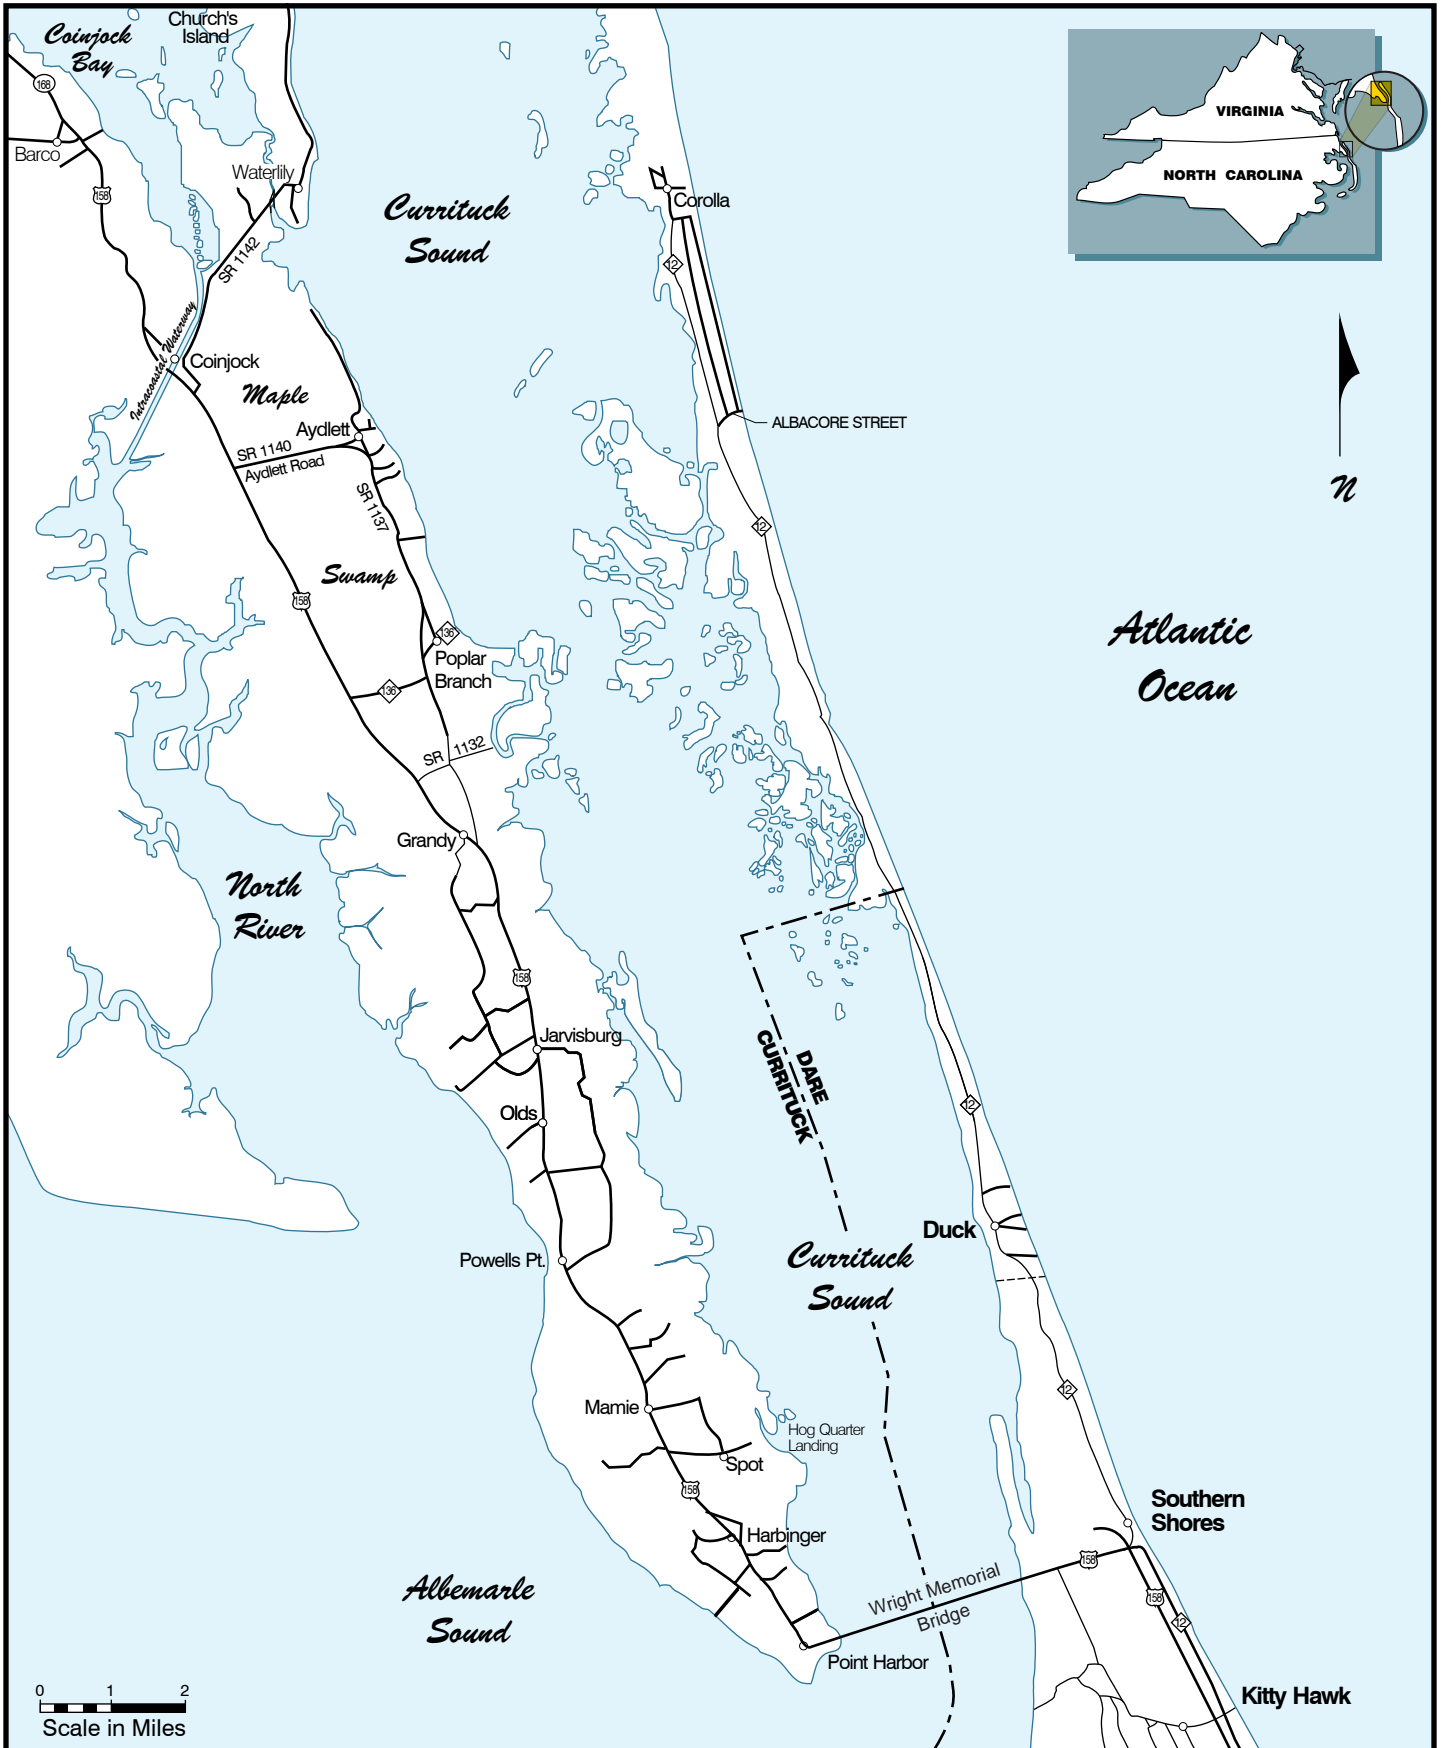 Church's
Island
Coinjock
Bay
168
Barco
158
Waterlily
SR 1142
Currituck
Sound
Corolla
12
VIRGINIA
NORTH CAROLINA
Intracoastal Waterway
Coinjock
Maple
Aydlett
SR 1140
Aydlett Road
SR 1137
ALBACORE STREET
N
12
Swamp
158
136
Poplar
Branch
136
Atlantic
Ocean
SR 1132
Grandy
North
River
158
Jarvisburg
DARE
CURRITUCK
12
Olds
Duck
Powells Pt.
Currituck
Sound
12
Mamie
Hog Quarter
Landing
Spot
158
Southern
Shores
Harbinger
158
Wright Memorial
Bridge
158
12
Albemarle
Sound
Point Harbor
Kitty Hawk
0 1 2
Scale in Miles